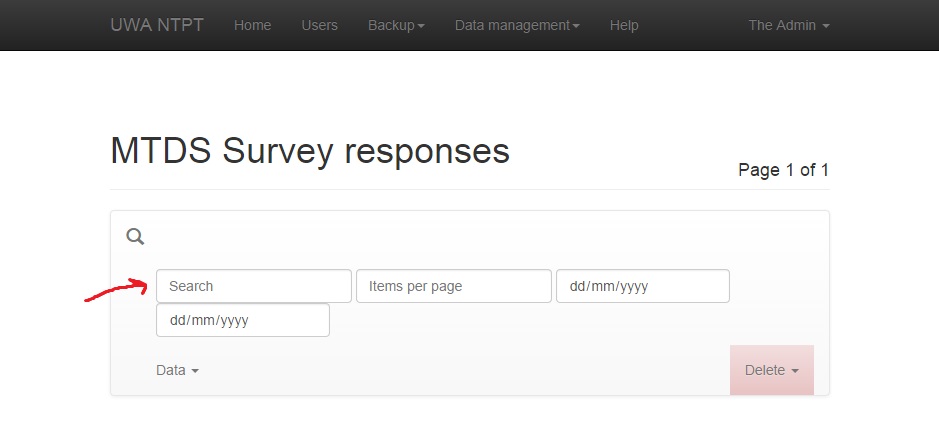 UWA NTPT Home Users Backup Data management Help The Admin
MTDS Survey responses
Page 1 of 1
Search Items per page dd/mm/yyyy
dd/mm/yyyy
Data Delete